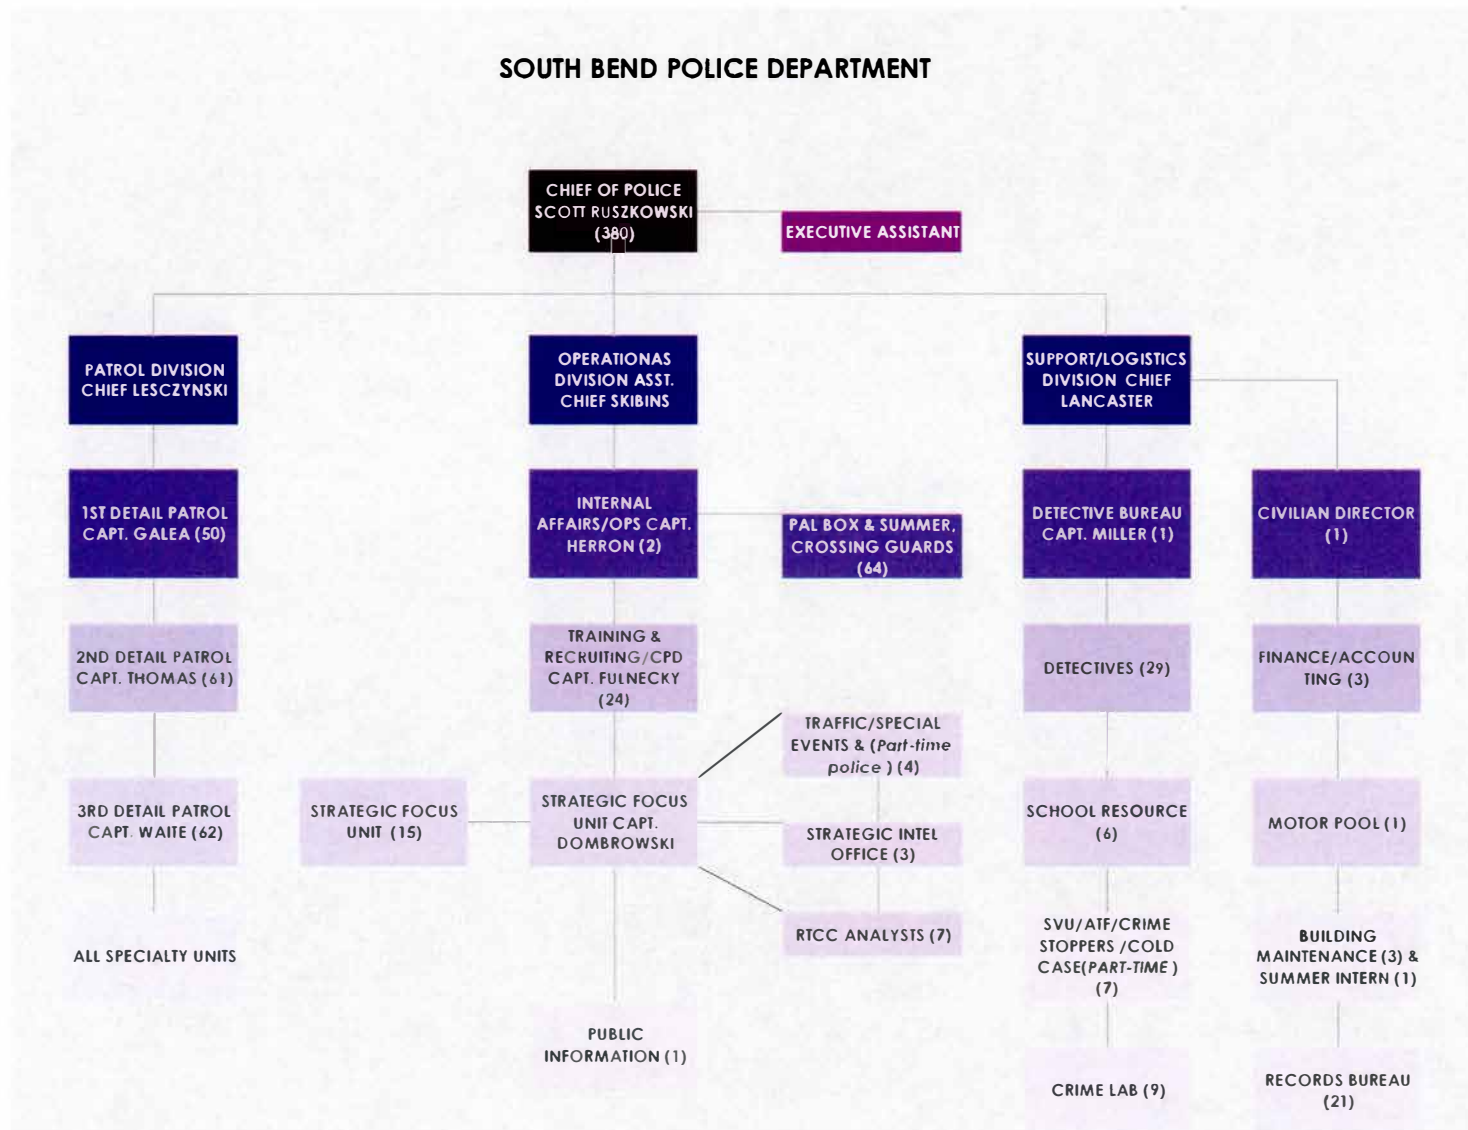 SOUTH BEND POLICE DEPARTMENT
CHIEF OF POLICE
SCOTT RUSZKOWSKI
(380)
EXECUTIVE ASSISTANT
PATROL DIVISION
CHIEF LESCZYNSKI
OPERATIONAS
DIVISION ASST.
CHIEF SKIBINS
SUPPORT/LOGISTICS
DIVISION CHIEF
LANCASTER
1ST DETAIL PATROL
CAPT. GALEA (50)
INTERNAL
AFFAIRS/OPS CAPT.
HERRON (2)
PAL BOX & SUMMER,
CROSSING GUARDS
(64)
DETECTIVE BUREAU
CAPT. MILLER (1)
CIVILIAN DIRECTOR
(1)
2ND DETAIL PATROL
CAPT. THOMAS (61)
TRAINING &
RECRUITING/CPD
CAPT. FULNECKY
(24)
DETECTIVES (29)
FINANCE/ACCOUN
TING (3)
TRAFFIC/SPECIAL
EVENTS & (Part-time
police ) (4)
3RD DETAIL PATROL
CAPT. WAITE (62)
STRATEGIC FOCUS
UNIT (15)
STRATEGIC FOCUS
UNIT CAPT.
DOMBROWSKI
STRATEGIC INTEL
OFFICE (3)
SCHOOL RESOURCE
(6)
MOTOR POOL (1)
ALL SPECIALTY UNITS
RTCC ANALYSTS (7)
SVU/ATF/CRIME
STOPPERS /COLD
CASE(PART-TIME )
(7)
BUILDING
MAINTENANCE (3) &
SUMMER INTERN (1)
PUBLIC
INFORMATION (1)
CRIME LAB (9)
RECORDS BUREAU
(21)